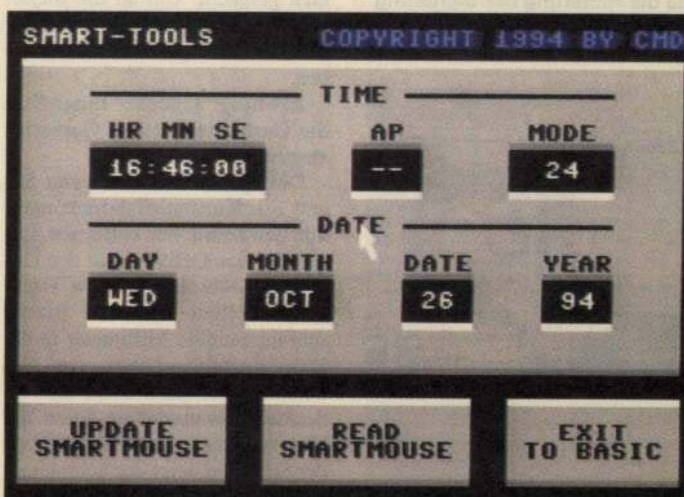 SMART-TOOLS COPYRIGHT 1994 BY CMD
TIME
HR MN SE AP MODE
16:46:00 -- 24
DATE
DAY MONTH DATE YEAR
WED OCT 26 94
UPDATE SMARTMOUSE
READ SMARTMOUSE
EXIT TO BASIC